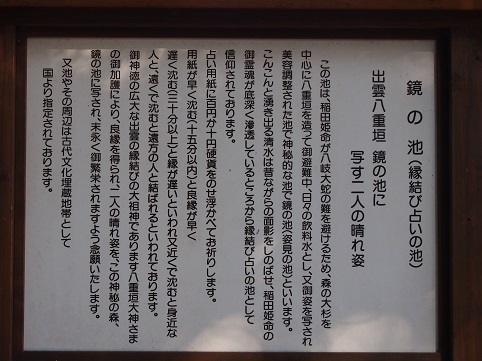 鏡の池(縁結び占いの池)
出雲八重垣 鏡の池に
写す二人の晴れ姿
この池は、稲田姫命が八岐大蛇の難を避けるため、森の大杉を
中心に八重垣を造って御避難中、日々の飲料水とし、又御姿を写され
美容調整された池で神秘的な池で鏡の池(姿見の池)といいます。
こんこんと湧き出る清水は昔ながらの面影をしのばせ、稲田姫命の
御霊魂が底深く滲透しているところから縁結び占いの池として
信仰されております。
占い用紙に百円か十円硬貨をのせ浮かべてお祈りします。
用紙が早く沈む(十五分以内)と良縁が早く
遅く沈む(三十分以上)と縁が遅いといわれ又近くで沈むと身近な
人と、遠くで沈むと遠方の人と結ばれるといわれております。
御神徳の広大な出雲の縁結びの大祖神であります八重垣大神さま
の御加護により、良縁を得られ、二人の晴れ姿を、この神秘の森、
鏡の池に写され、末永く御繁栄されますよう念願いたします。
又池やその周辺は古代文化埋蔵地帯として
国より指定されております。